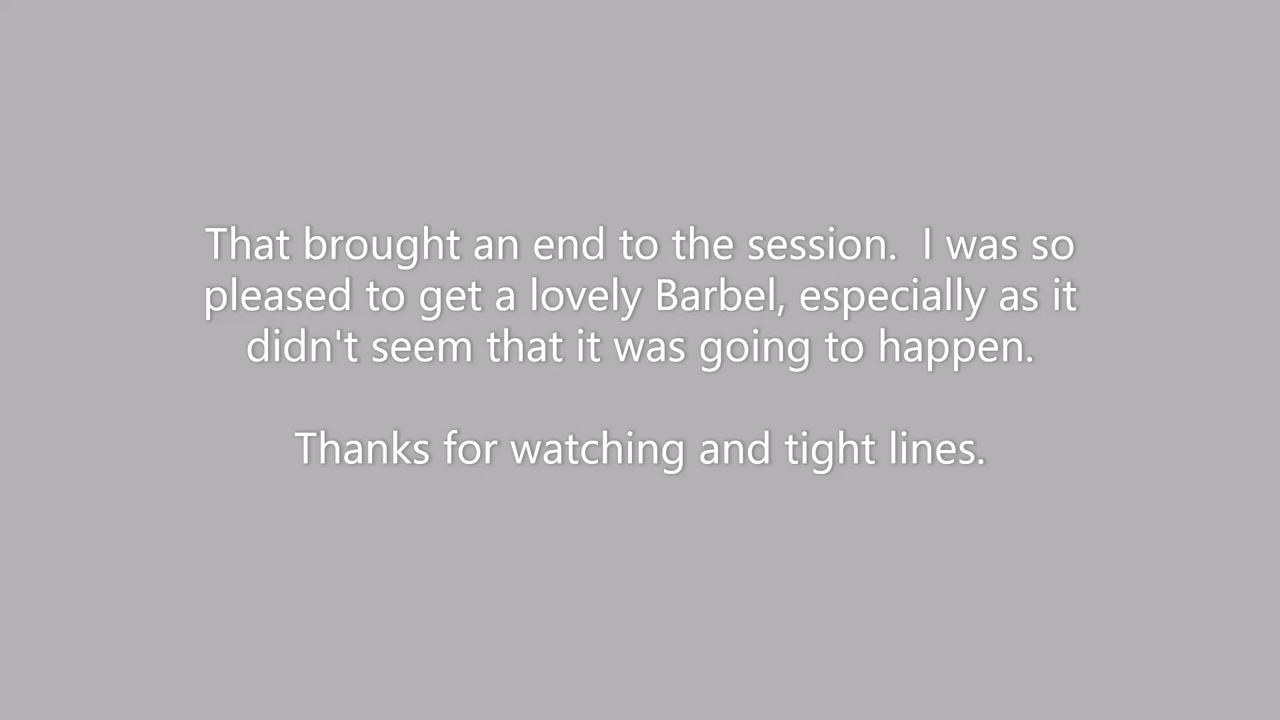 That brought an end to the session.  I was so
pleased to get a lovely Barbel, especially as it
didn't seem that it was going to happen.
Thanks for watching and tight lines.